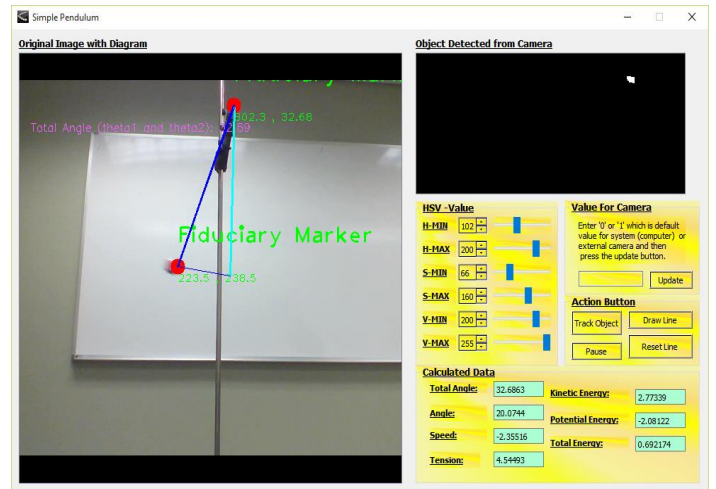 Simple Pendulum
Original Image with Diagram
Fiduciary Marker
302.3 , 32.68
Total Angle (theta1 and theta2): 32.69
Fiduciary Marker
223.5 , 238.5
Object Detected from Camera
HSV -Value
H-MIN 102
H-MAX 200
S-MIN 66
S-MAX 160
V-MIN 200
V-MAX 255
Value For Camera
Enter '0' or '1' which is default
value for system (computer) or
external camera and then
press the update button.
Update
Action Button
Track Object Draw Line
Pause Reset Line
Calculated Data
Total Angle: 32.6863
Angle: 20.0744
Speed: -2.35516
Tension: 4.54493
Kinetic Energy: 2.77339
Potential Energy: -2.08122
Total Energy: 0.692174